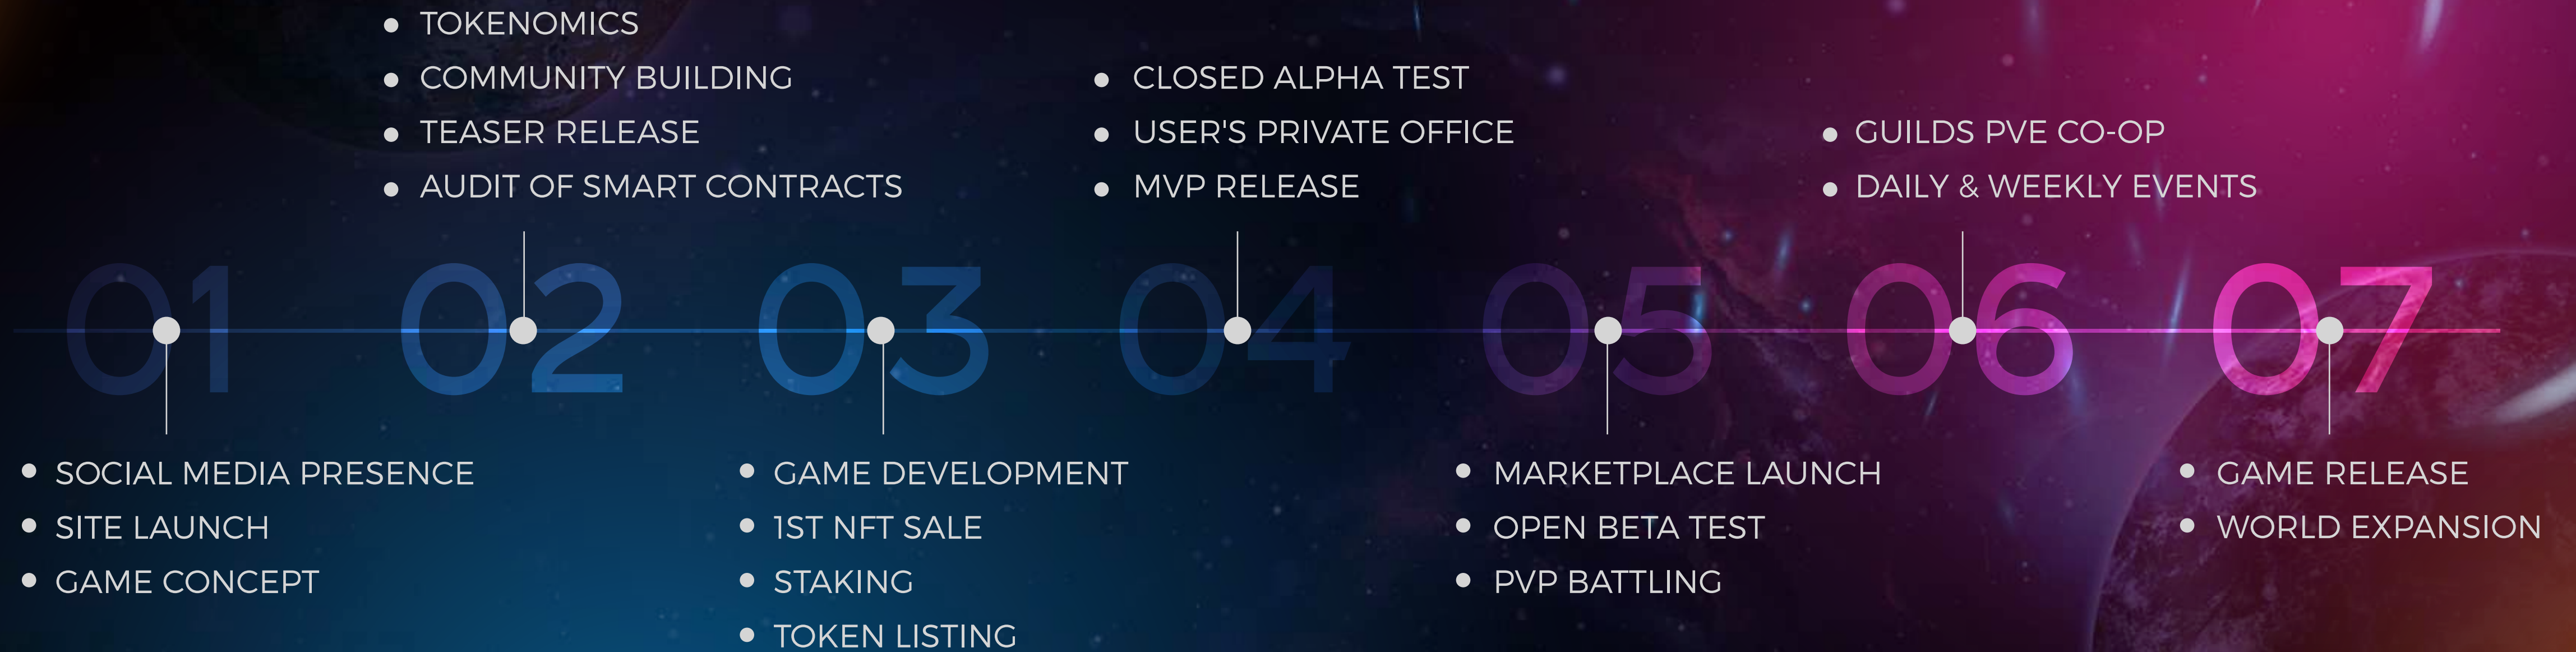 TOKENOMICS
COMMUNITY BUILDING
TEASER RELEASE
AUDIT OF SMART CONTRACTS
CLOSED ALPHA TEST
USER'S PRIVATE OFFICE
MVP RELEASE
GUILDS PVE CO-OP
DAILY & WEEKLY EVENTS
01
02
03
04
05
06
07
SOCIAL MEDIA PRESENCE
SITE LAUNCH
GAME CONCEPT
GAME DEVELOPMENT
1ST NFT SALE
STAKING
TOKEN LISTING
MARKETPLACE LAUNCH
OPEN BETA TEST
PVP BATTLING
GAME RELEASE
WORLD EXPANSION